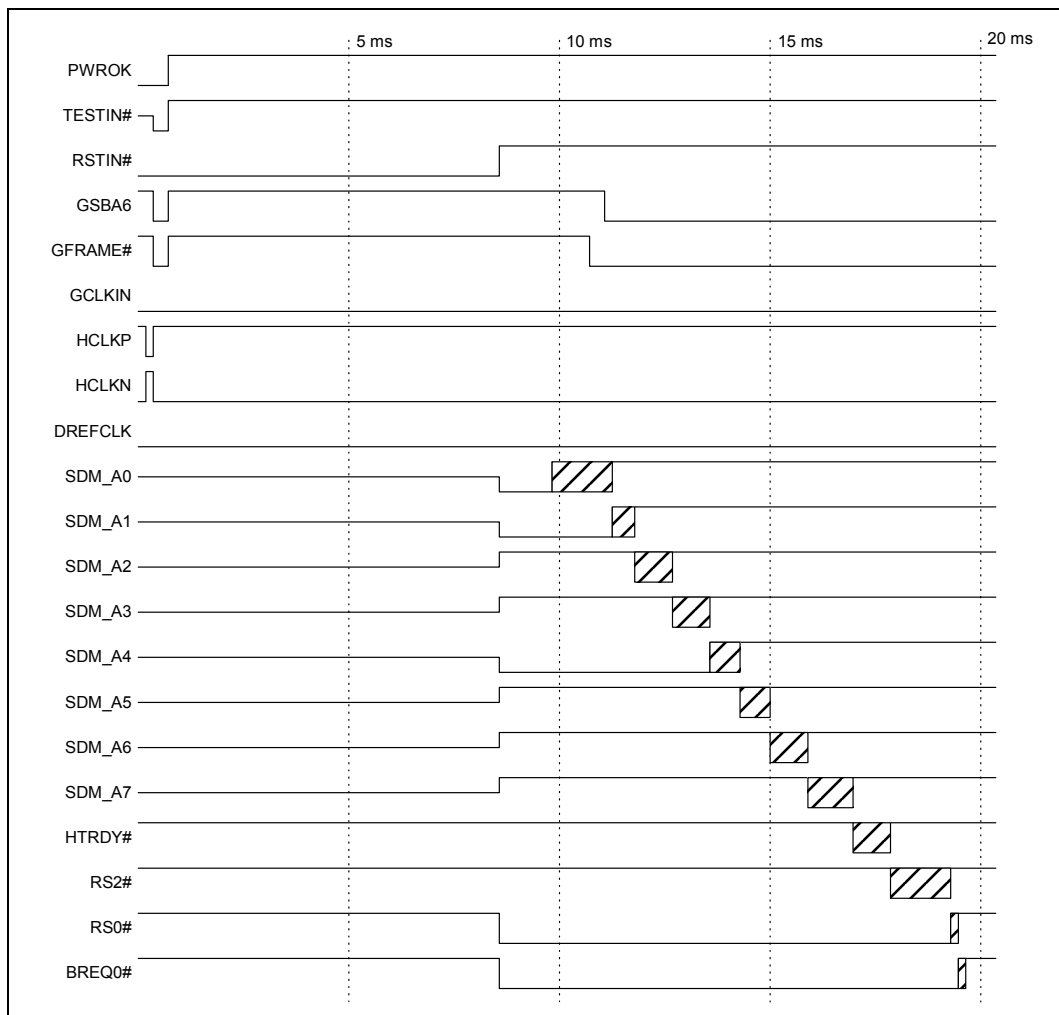 5 ms
10 ms
15 ms
20 ms
PWROK
TESTIN#
RSTIN#
GSBA6
GFRAME#
GCLKIN
HCLKP
HCLKN
DREFCLK
SDM_A0
SDM_A1
SDM_A2
SDM_A3
SDM_A4
SDM_A5
SDM_A6
SDM_A7
HTRDY#
RS2#
RS0#
BREQ0#